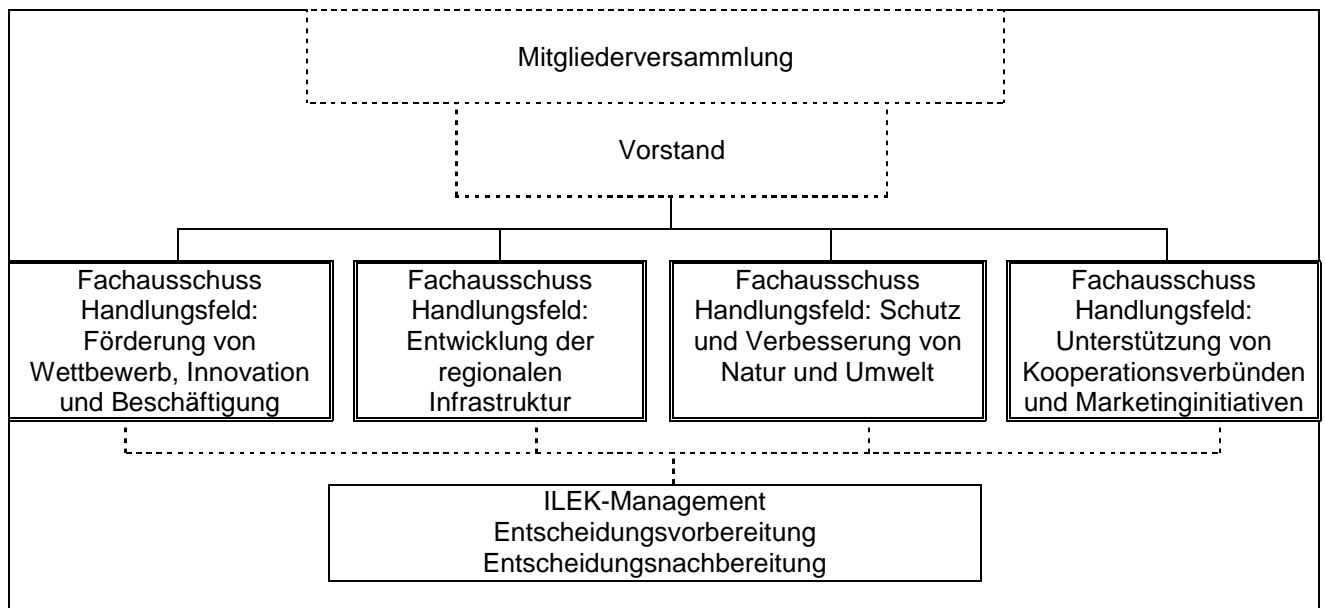 Mitgliederversammlung
Vorstand
Fachausschuss
Handlungsfeld:
Förderung von
Wettbewerb, Innovation
und Beschäftigung
Fachausschuss
Handlungsfeld:
Entwicklung der
regionalen
Infrastruktur
Fachausschuss
Handlungsfeld: Schutz
und Verbesserung von
Natur und Umwelt
Fachausschuss
Handlungsfeld:
Unterstützung von
Kooperationsverbünden
und Marketinginitiativen
ILEK-Management
Entscheidungsvorbereitung
Entscheidungsnachbereitung